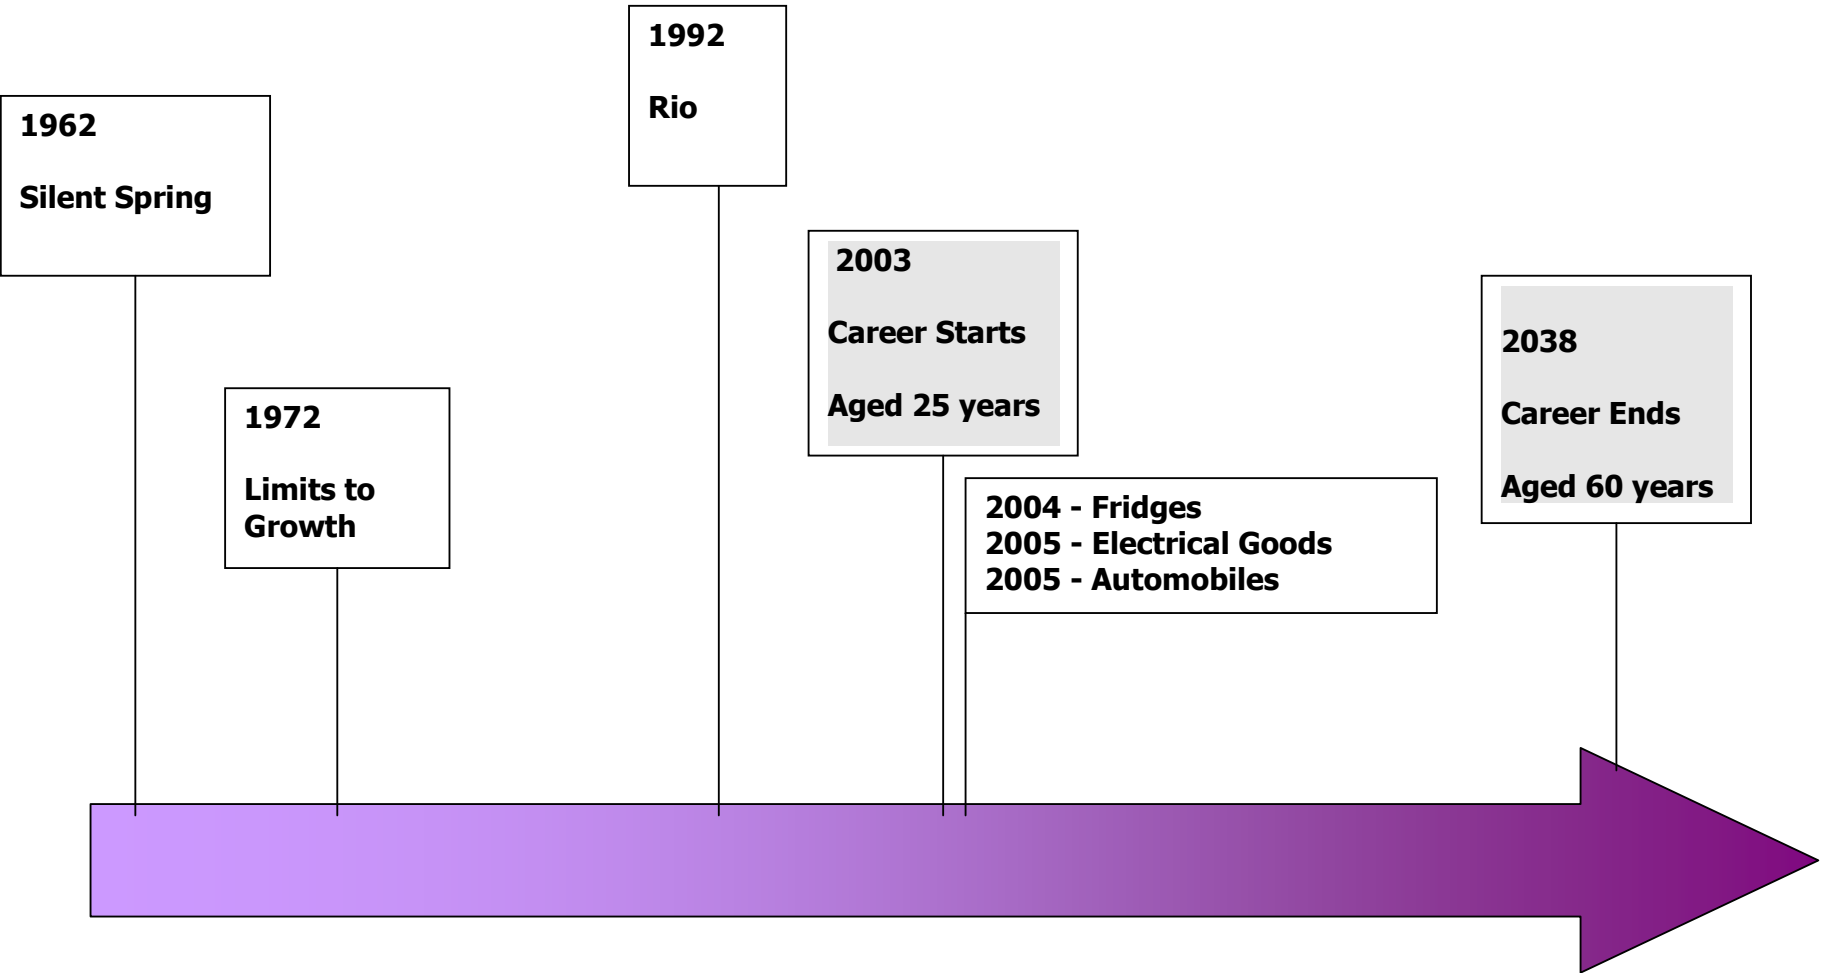 1992
Rio
1962
Silent Spring
2003
Career Starts
Aged 25 years
2038
Career Ends
Aged 60 years
1972
Limits to
Growth
2004 - Fridges
2005 - Electrical Goods
2005 - Automobiles